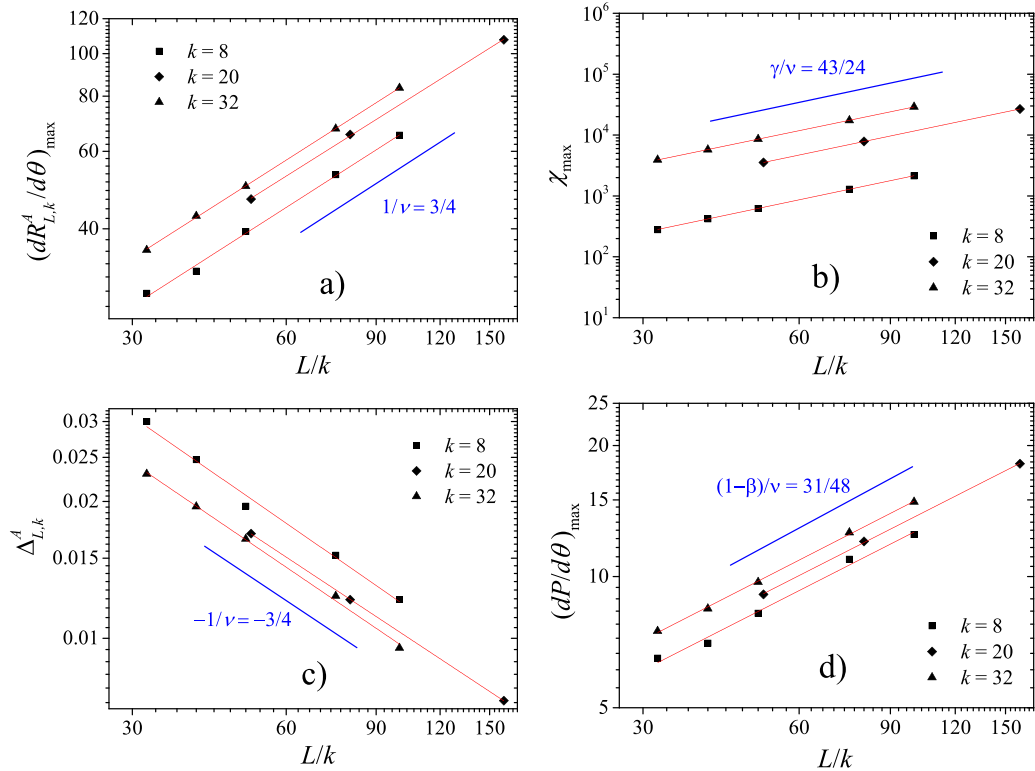 120
100
80
60
40
k = 8
k = 20
k = 32
1/ν = 3/4
a)
(dR^A_{L,k}/dθ)_max
30
60
90
120
150
L/k
10^6
10^5
10^4
10^3
10^2
10^1
γ/ν = 43/24
k = 8
k = 20
k = 32
b)
χ_max
30
60
90
120
150
L/k
0.03
0.025
0.02
0.015
0.01
k = 8
k = 20
k = 32
−1/ν = −3/4
c)
Δ^A_{L,k}
30
60
90
120
150
L/k
25
20
15
10
5
(1−β)/ν = 31/48
k = 8
k = 20
k = 32
d)
(dP/dθ)_max
30
60
90
120
150
L/k